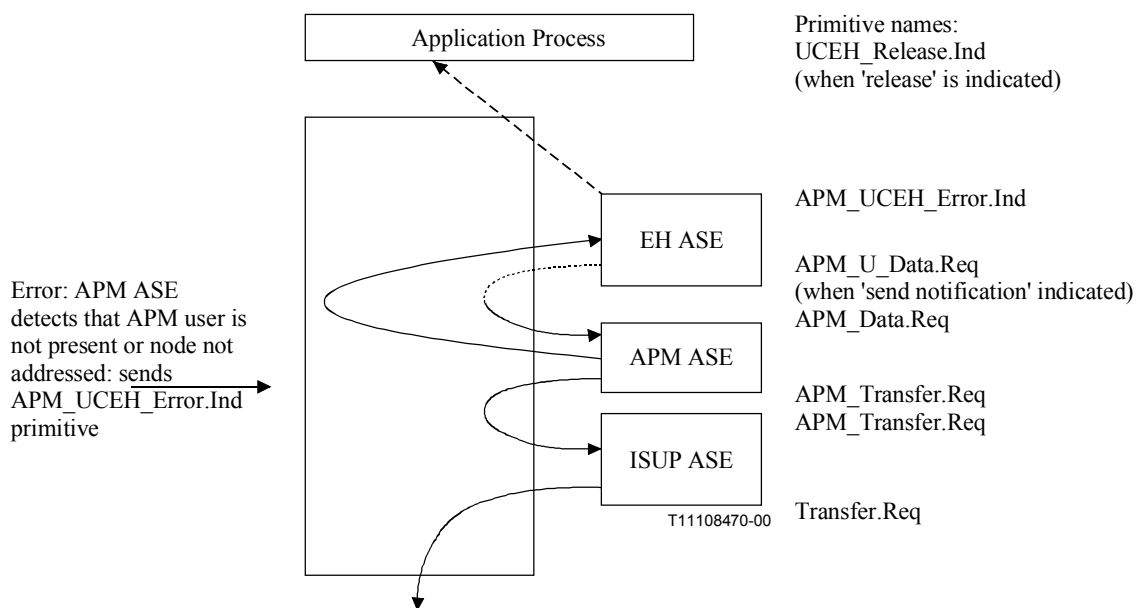 Application Process
Primitive names:
UCEH_Release.Ind
(when 'release' is indicated)
Error: APM ASE
detects that APM user is
not present or node not
addressed: sends
APM_UCEH_Error.Ind
primitive
EH ASE
APM ASE
ISUP ASE
T11108470-00
APM_UCEH_Error.Ind
APM_U_Data.Req
(when 'send notification' indicated)
APM_Data.Req
APM_Transfer.Req
APM_Transfer.Req
Transfer.Req